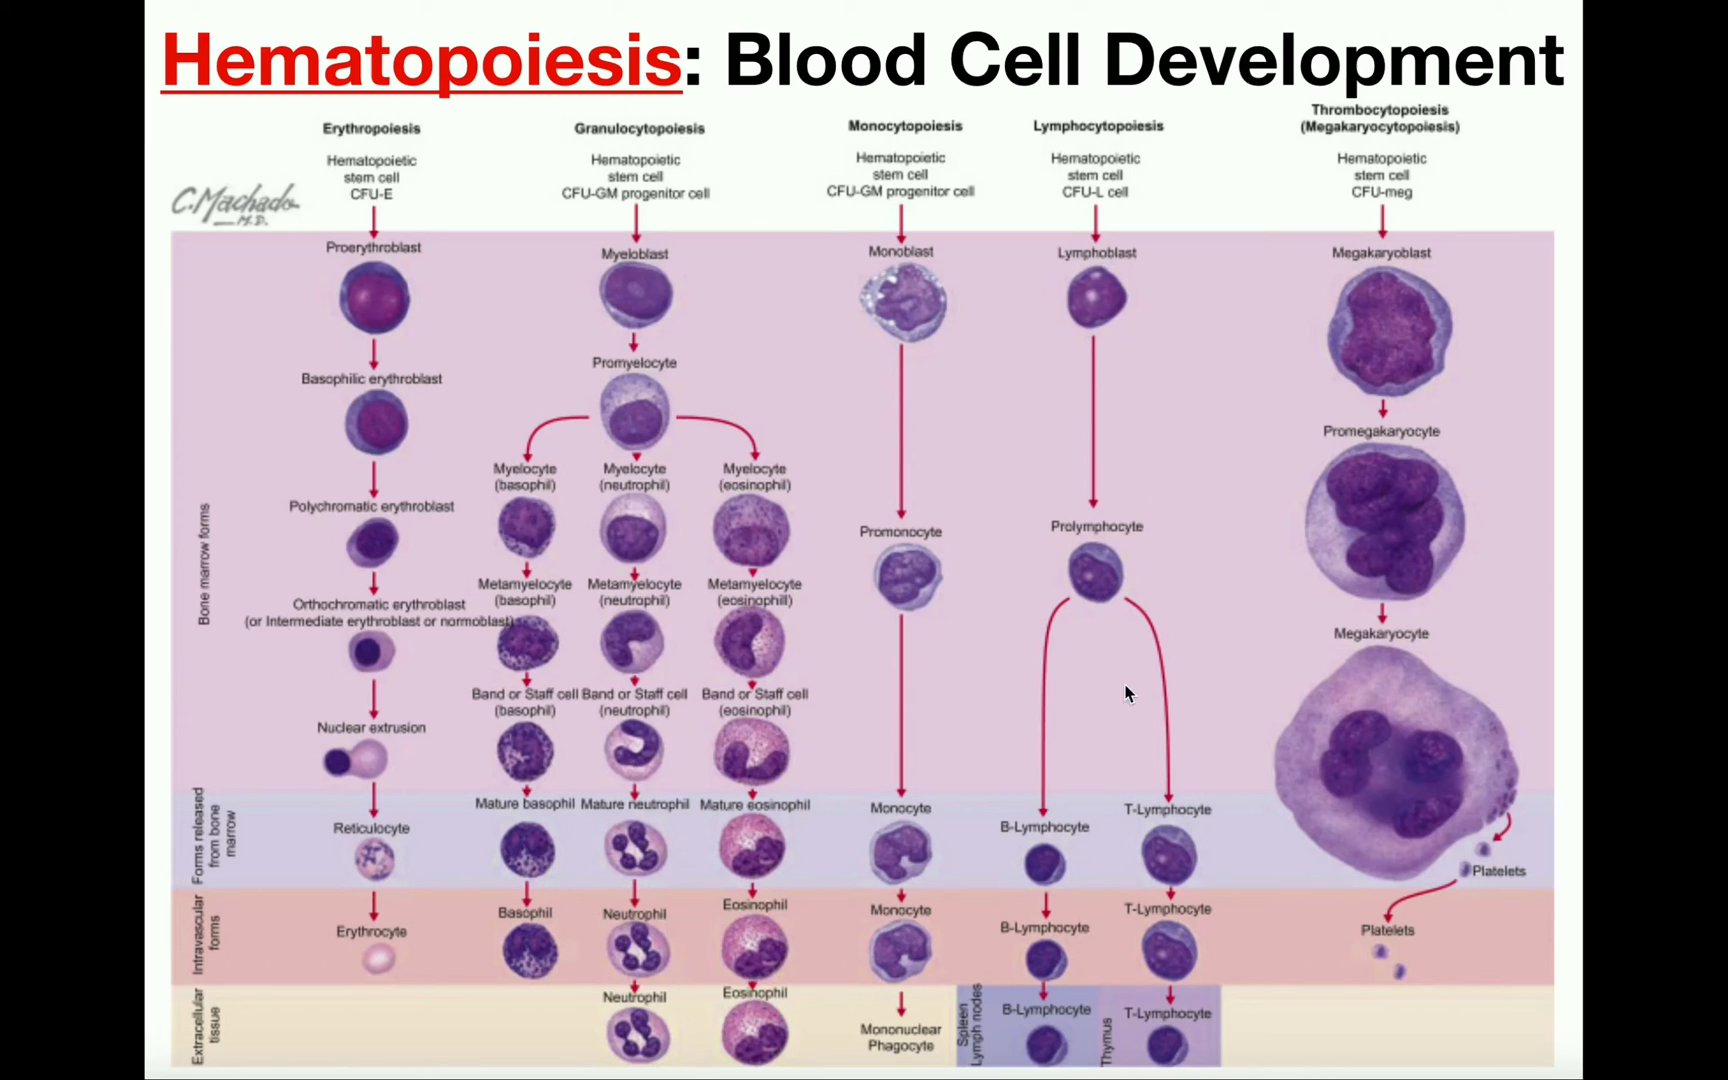 Hematopoiesis: Blood Cell Development
Erythropoiesis
Hematopoietic
stem cell
CFU-E
Granulocytopoiesis
Hematopoietic
stem cell
CFU-GM progenitor cell
Monocytopoiesis
Hematopoietic
stem cell
CFU-GM progenitor cell
Lymphocytopoiesis
Hematopoietic
stem cell
CFU-L cell
Thrombocytopoiesis
(Megakaryocytopoiesis)
Hematopoietic
stem cell
CFU-meg
C.Machado
M.D.
Bone marrow forms
Forms released
from bone
marrow
Intravascular
forms
Extracellular
tissue
Proerythroblast
Basophilic erythroblast
Polychromatic erythroblast
Orthochromatic erythroblast
(or Intermediate erythroblast or normoblast)
Nuclear extrusion
Reticulocyte
Erythrocyte
Myeloblast
Promyelocyte
Myelocyte
(basophil)
Metamyelocyte
(basophil)
Band or Staff cell
(basophil)
Mature basophil
Basophil
Myelocyte
(neutrophil)
Metamyelocyte
(neutrophil)
Band or Staff cell
(neutrophil)
Mature neutrophil
Neutrophil
Neutrophil
Myelocyte
(eosinophil)
Metamyelocyte
(eosinophill)
Band or Staff cell
(eosinophil)
Mature eosinophil
Eosinophil
Eosinophil
Monoblast
Promonocyte
Monocyte
Monocyte
Mononuclear
Phagocyte
Lymphoblast
Prolymphocyte
B-Lymphocyte
B-Lymphocyte
Spleen
Lymph nodes
B-Lymphocyte
T-Lymphocyte
T-Lymphocyte
Thymus
T-Lymphocyte
Megakaryoblast
Promegakaryocyte
Megakaryocyte
Platelets
Platelets